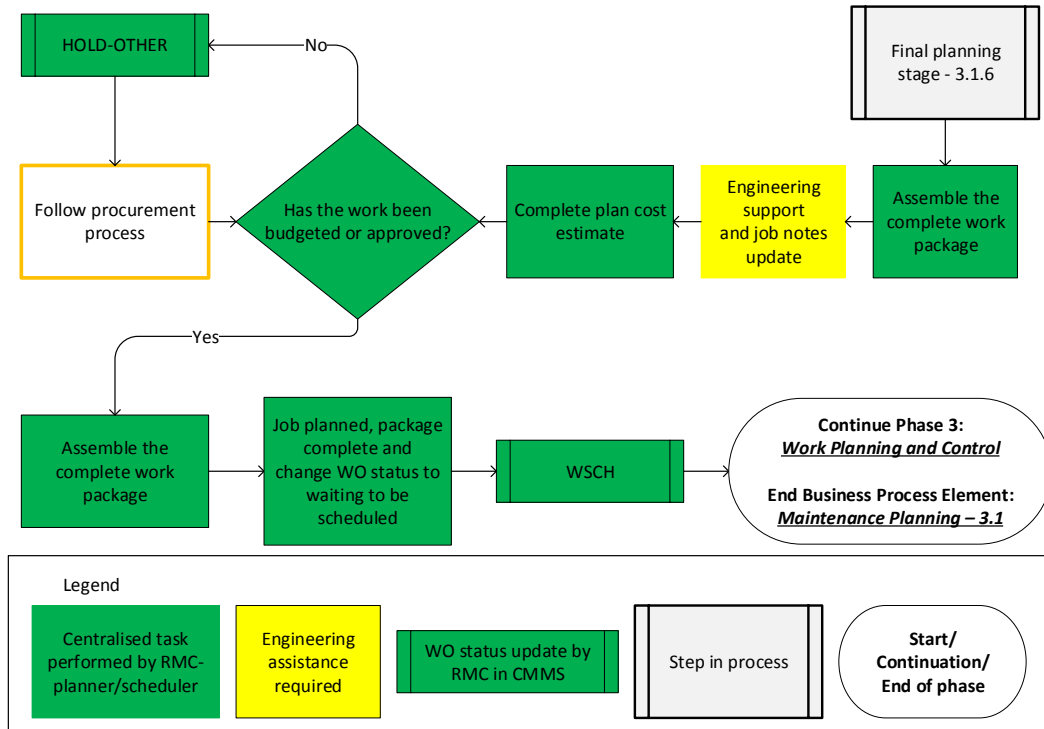 HOLD-OTHER
No
Final planning
stage - 3.1.6
Follow procurement
process
Has the work been
budgeted or approved?
Complete plan cost
estimate
Engineering
support
and job notes
update
Assemble the
complete work
package
Yes
Assemble the
complete work
package
Job planned, package
complete and
change WO status to
waiting to be
scheduled
WSCH
Continue Phase 3:
Work Planning and Control
End Business Process Element:
Maintenance Planning – 3.1
Legend
Centralised task
performed by RMC-
planner/scheduler
Engineering
assistance
required
WO status update by
RMC in CMMS
Step in process
Start/
Continuation/
End of phase